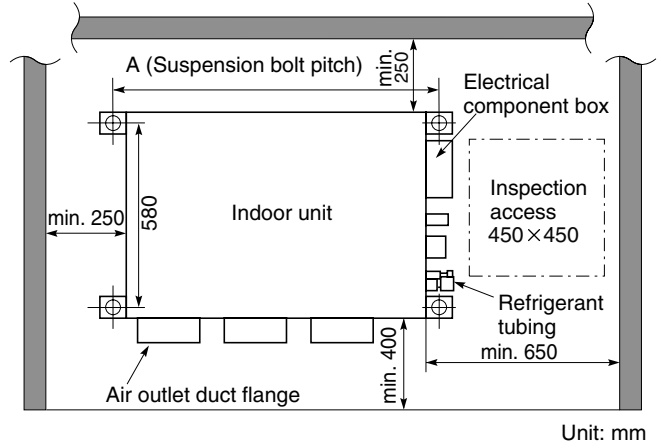 A (Suspension bolt pitch)
min.
250
Electrical
component box
Inspection
access
450×450
Indoor unit
min. 250
580
Refrigerant
tubing
min. 650
min. 400
Air outlet duct flange
Unit: mm